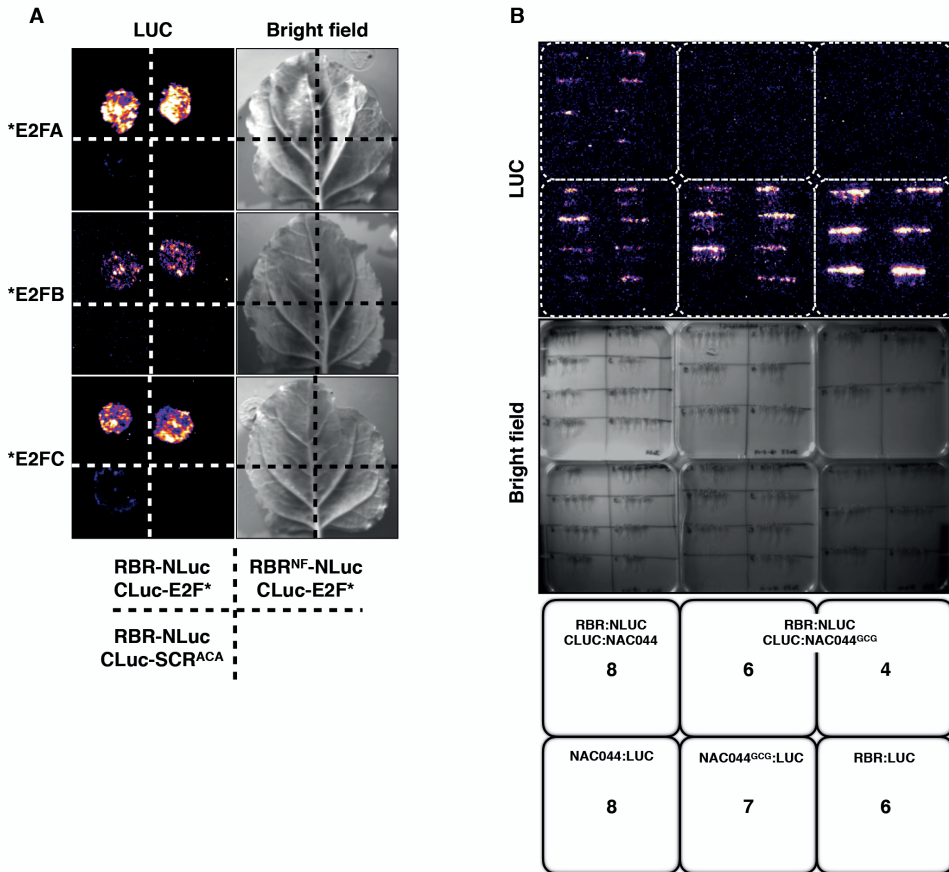 A
B
LUC
Bright field
*E2FA
*E2FB
*E2FC
RBR-NLuc
CLuc-E2F*
RBRᴺᶠ-NLuc
CLuc-E2F*
RBR-NLuc
CLuc-SCRᴬᶜᴬ
LUC
Bright field
RBR:NLUC
CLUC:NAC044
8
RBR:NLUC
CLUC:NAC044ᴳᶜᴳ
6
4
NAC044:LUC
8
NAC044ᴳᶜᴳ:LUC
7
RBR:LUC
6